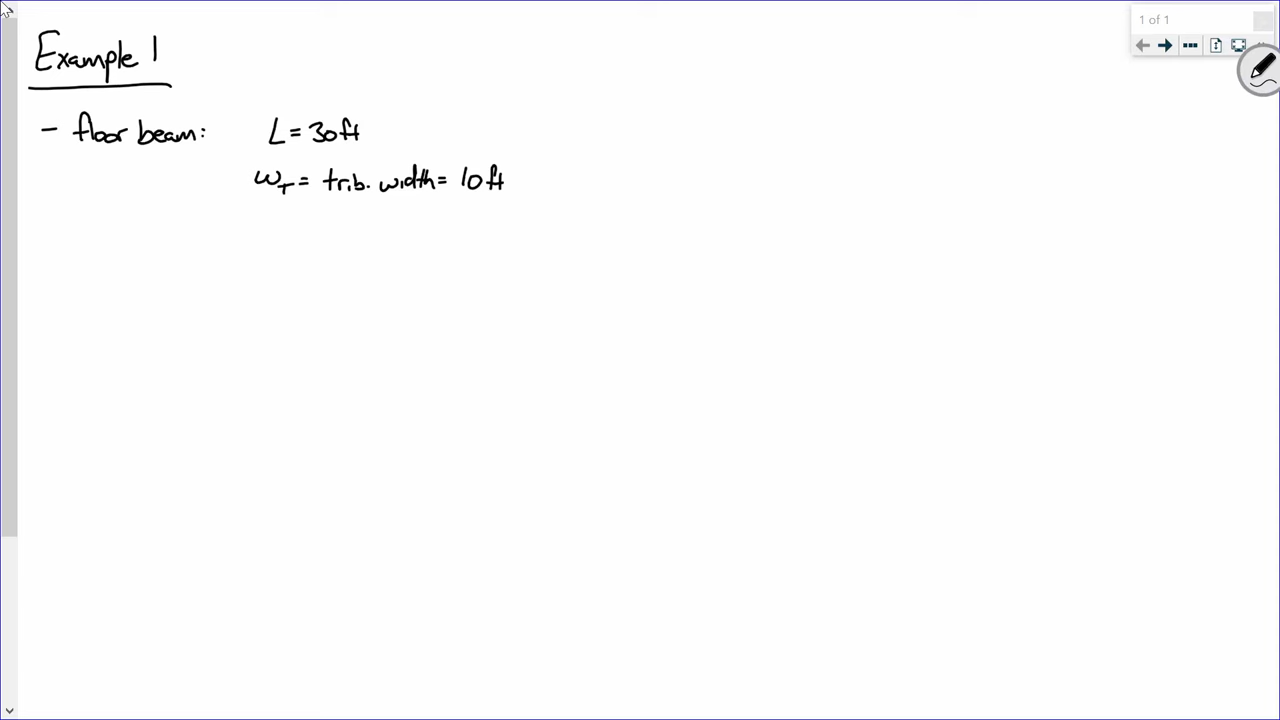 1 of 1
Example 1
- floor beam: L = 30ft
w_T = trib. width = 10ft